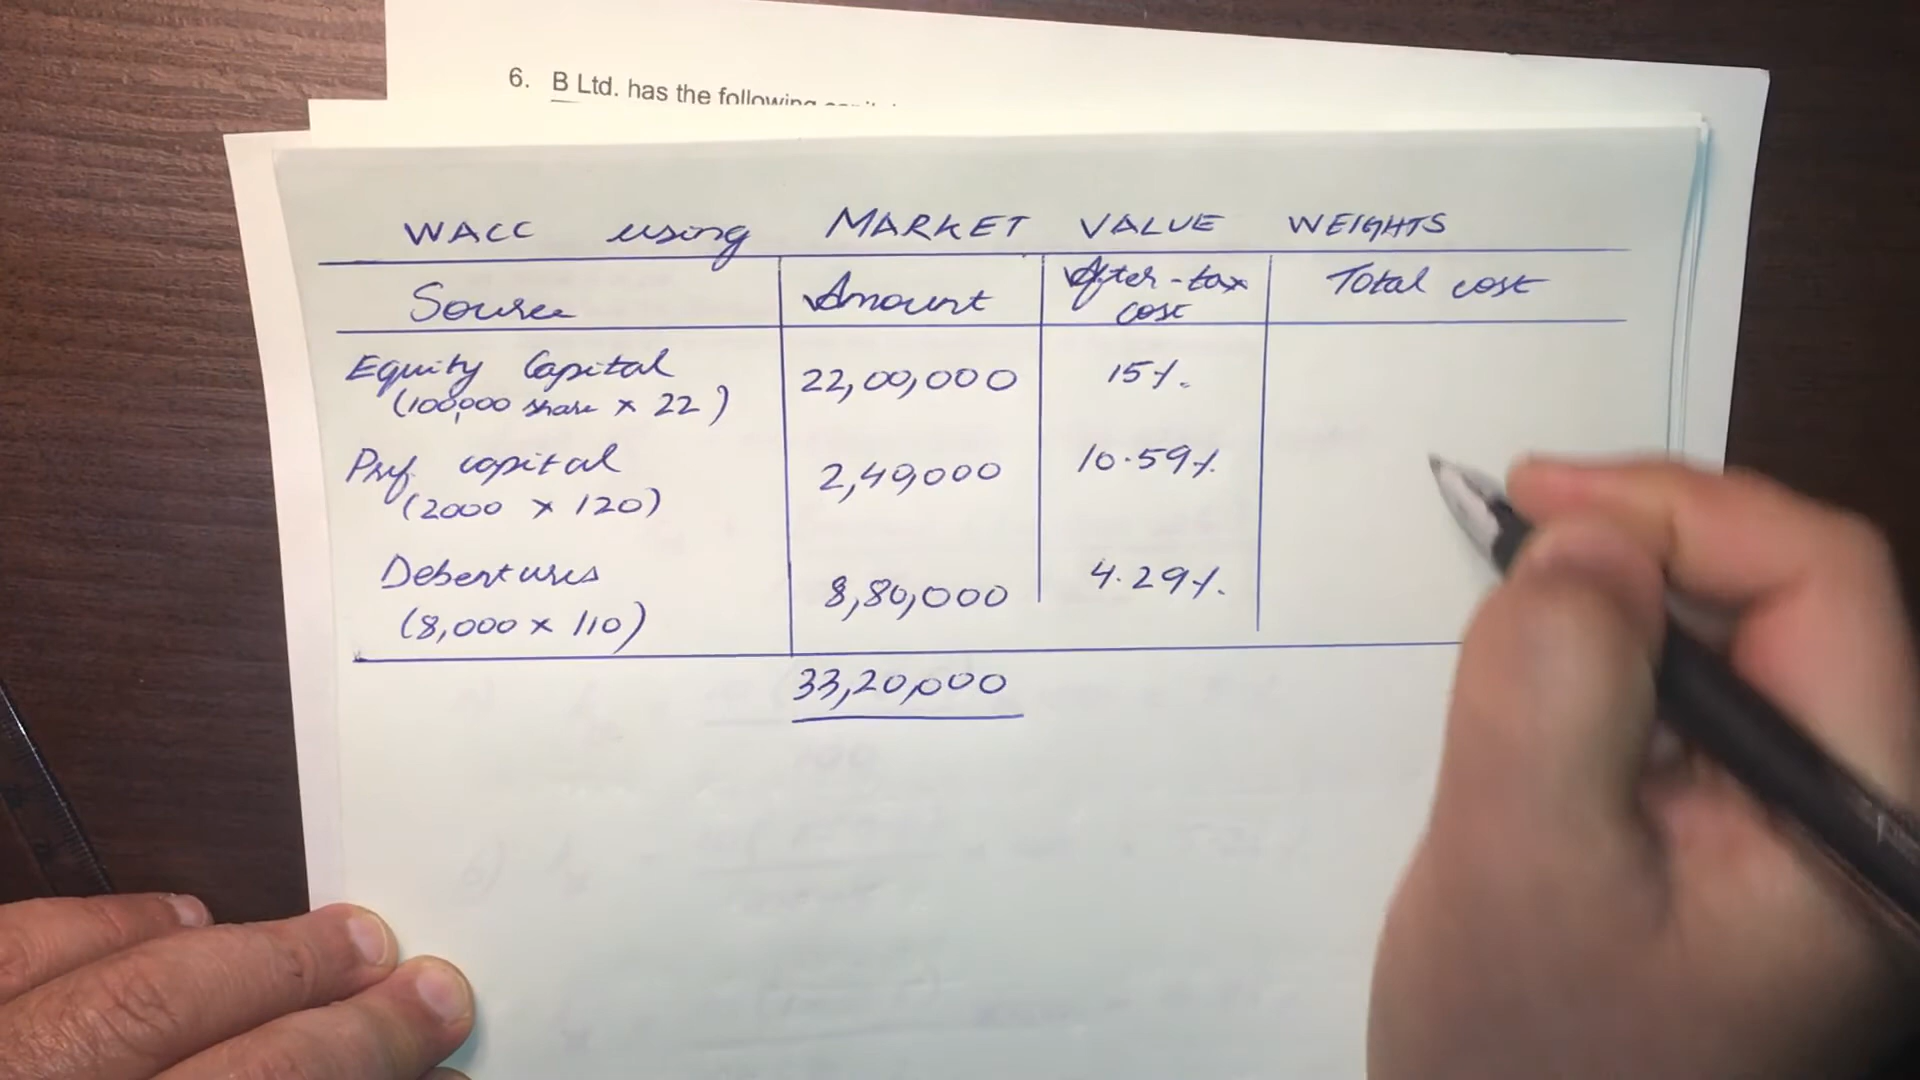 6. B Ltd. has the following
WACC using MARKET VALUE WEIGHTS
Source Amount After-tax cost Total cost
Equity Capital 22,00,000 15%.
(100,000 share × 22)
Pref. capital 2,40,000 10.59%.
(2000 × 120)
Debentures 8,80,000 4.29%.
(8,000 × 110)
33,20,000